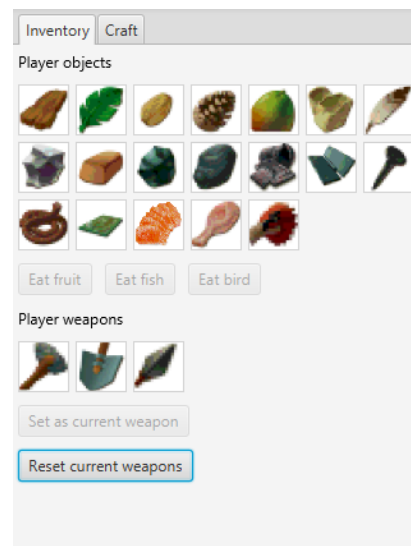 Inventory Craft
Player objects
Eat fruit Eat fish Eat bird
Player weapons
Set as current weapon
Reset current weapons